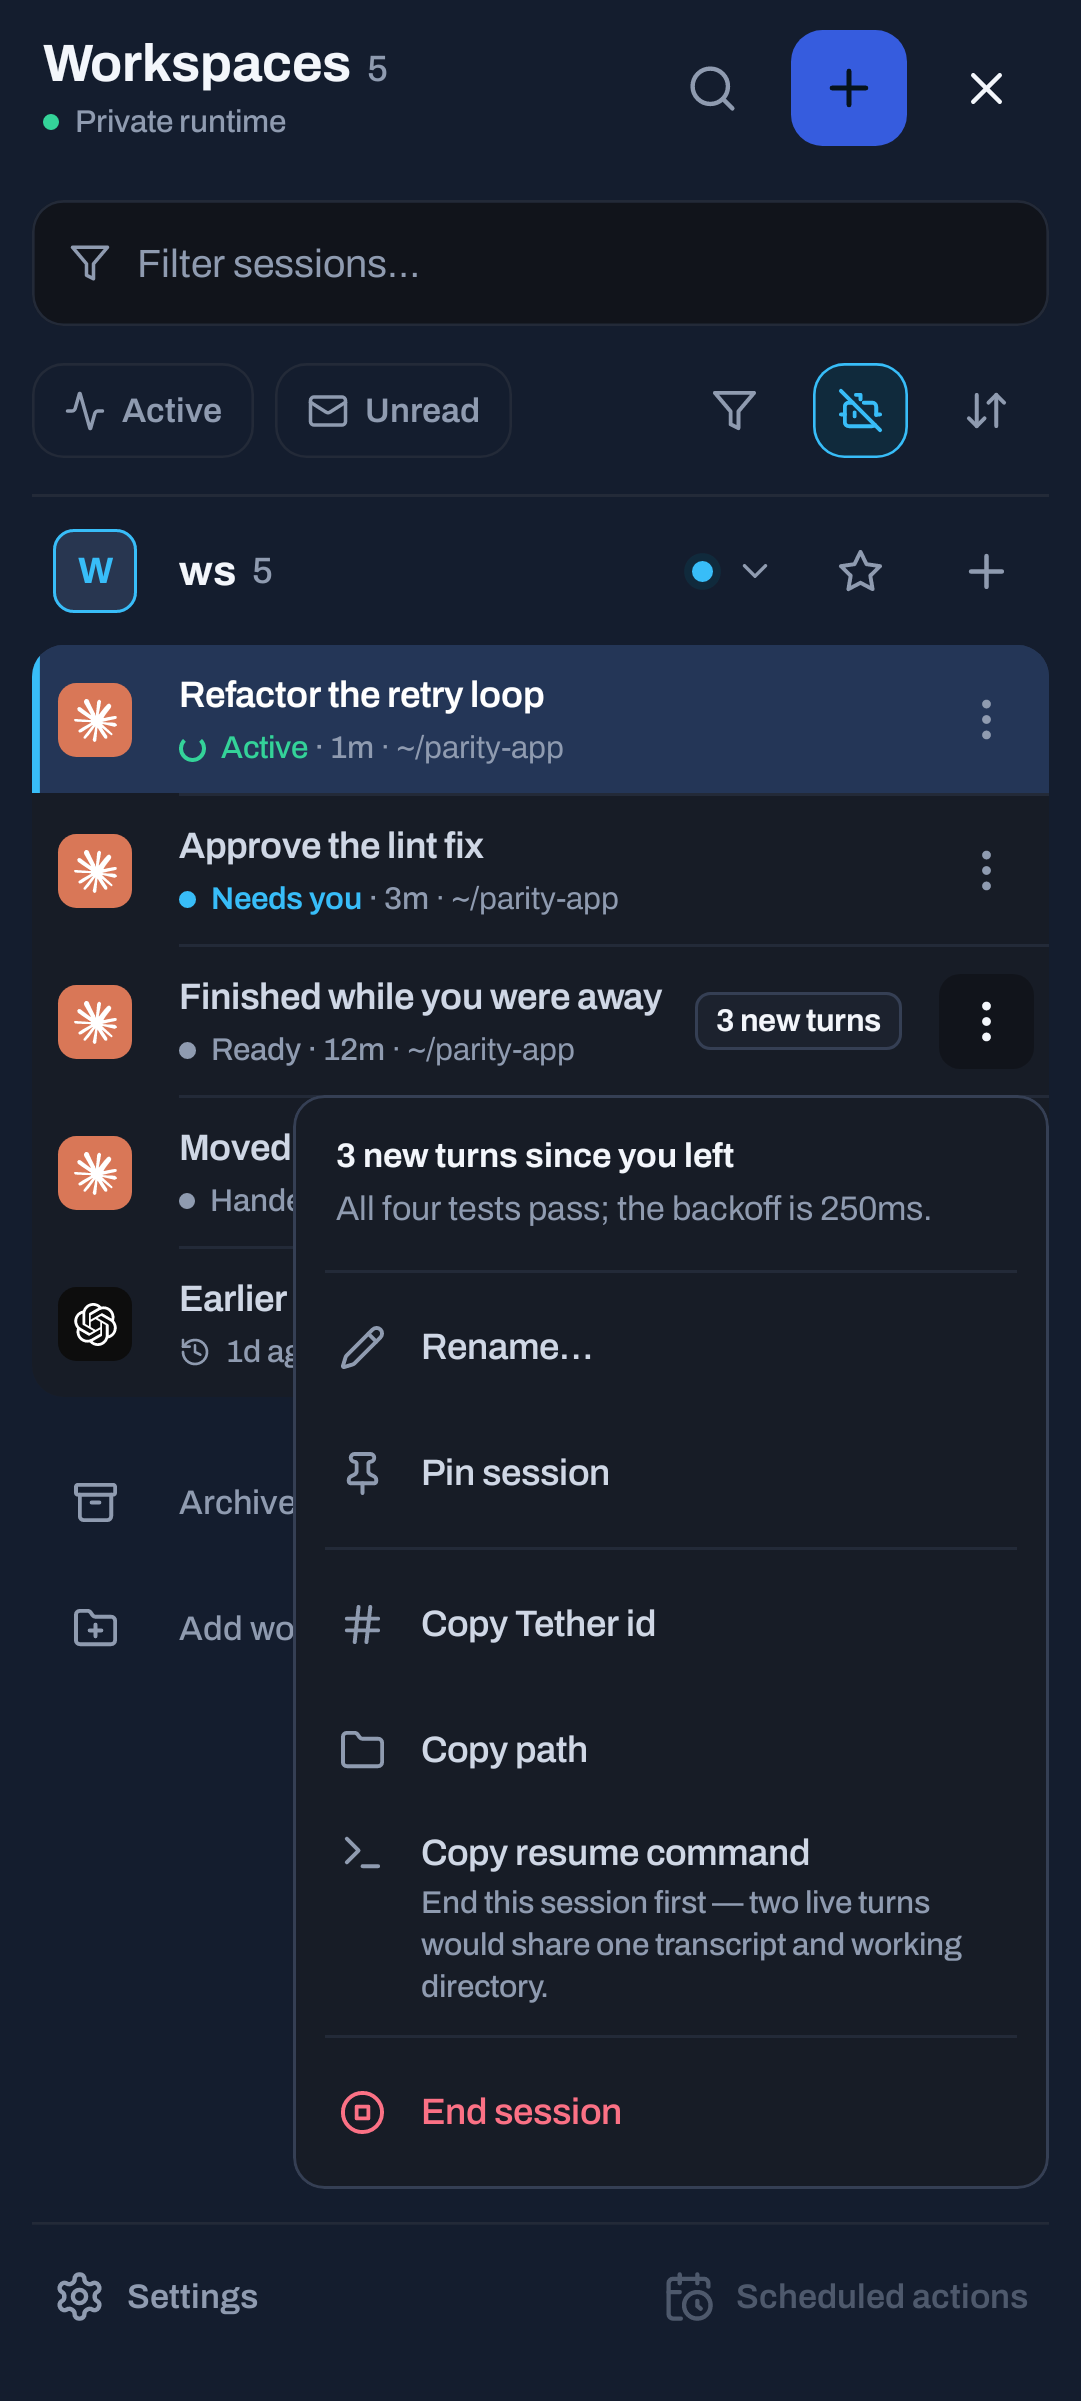 Workspaces 5
Private runtime
Filter sessions...
Active
Unread
W
ws 5
Refactor the retry loop
Active · 1m · ~/parity-app
Approve the lint fix
Needs you · 3m · ~/parity-app
Finished while you were away
3 new turns
Ready · 12m · ~/parity-app
Moved
Hande
3 new turns since you left
All four tests pass; the backoff is 250ms.
Earlier
1d ag
Rename...
Pin session
Archive
Copy Tether id
Add wo
Copy path
Copy resume command
End this session first — two live turns
would share one transcript and working
directory.
End session
Settings
Scheduled actions